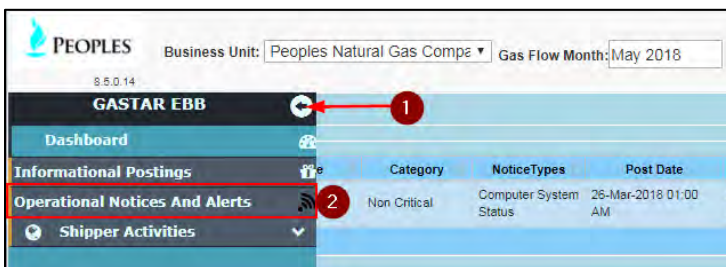 PEOPLES
Business Unit: Peoples Natural Gas Compa
Gas Flow Month: May 2018
8.5.0.14
GASTAR EBB
1
Dashboard
Informational Postings
e Category NoticeTypes Post Date
Operational Notices And Alerts
2
Non Critical
Computer System
Status
26-Mar-2018 01:00
AM
Shipper Activities